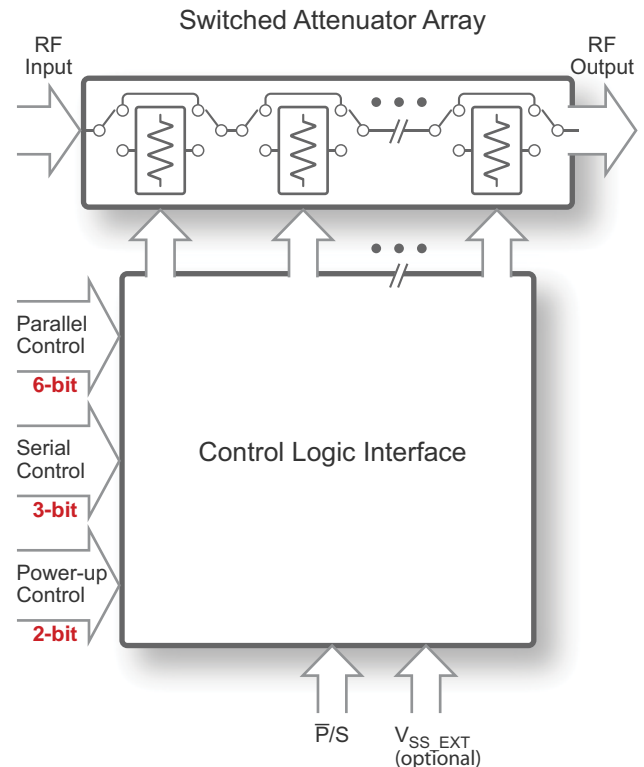 Switched Attenuator Array
RF
Input
RF
Output
Parallel
Control
6-bit
Serial
Control
3-bit
Power-up
Control
2-bit
Control Logic Interface
P̅/S
V_SS_EXT
(optional)